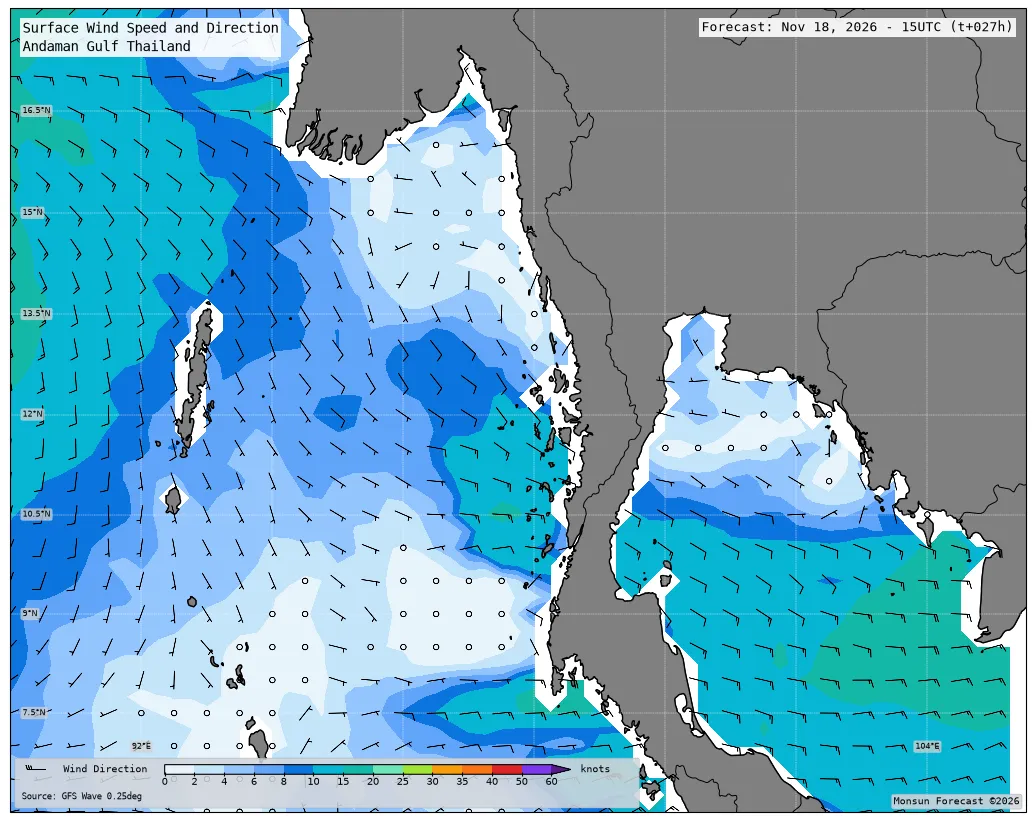 Surface Wind Speed and Direction
Andaman Gulf Thailand
Forecast: Nov 18, 2026 - 15UTC (t+027h)
16.5°N
15°N
13.5°N
12°N
10.5°N
9°N
7.5°N
92°E
104°E
Wind Direction
0 2 4 6 8 10 15 20 25 30 40 50 60
knots
Source: GFS Wave 0.25deg
Monsun Forecast ©2026